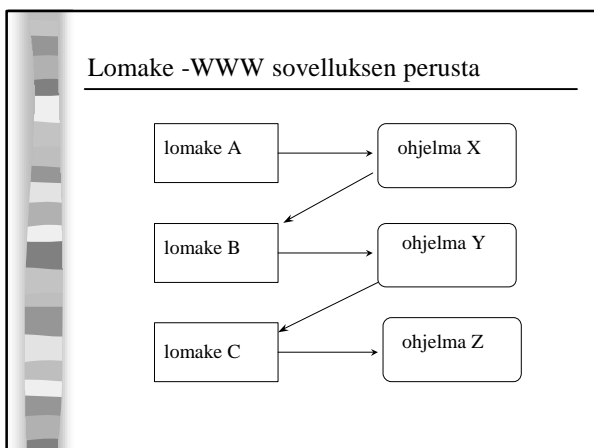 Lomake -WWW sovelluksen perusta
lomake A
ohjelma X
lomake B
ohjelma Y
lomake C
ohjelma Z